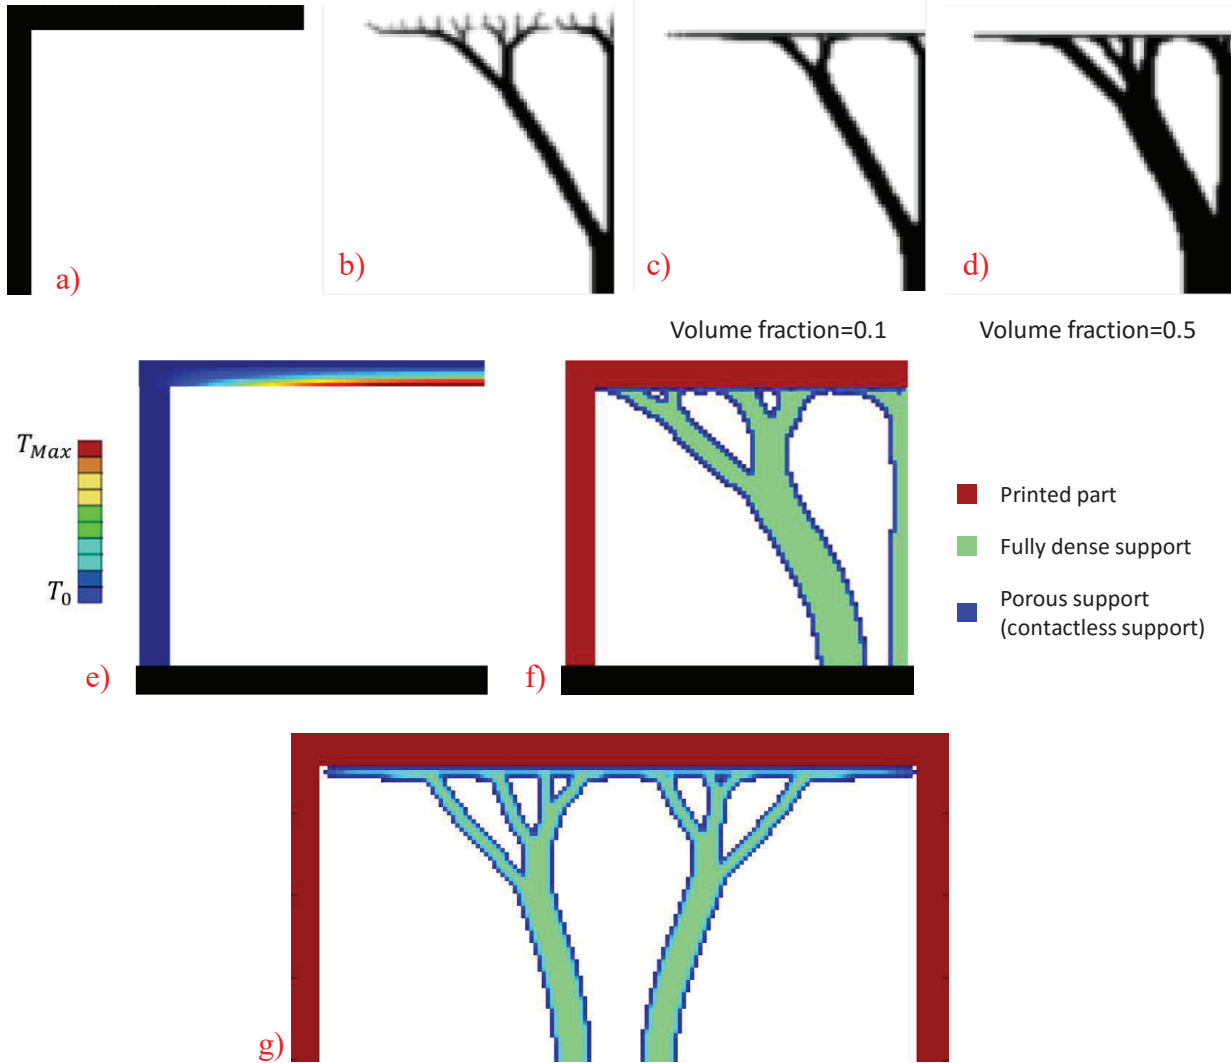 a)
b)
c)
d)
Volume fraction=0.1
Volume fraction=0.5
T_Max
T_0
e)
f)
Printed part
Fully dense support
Porous support
(contactless support)
g)